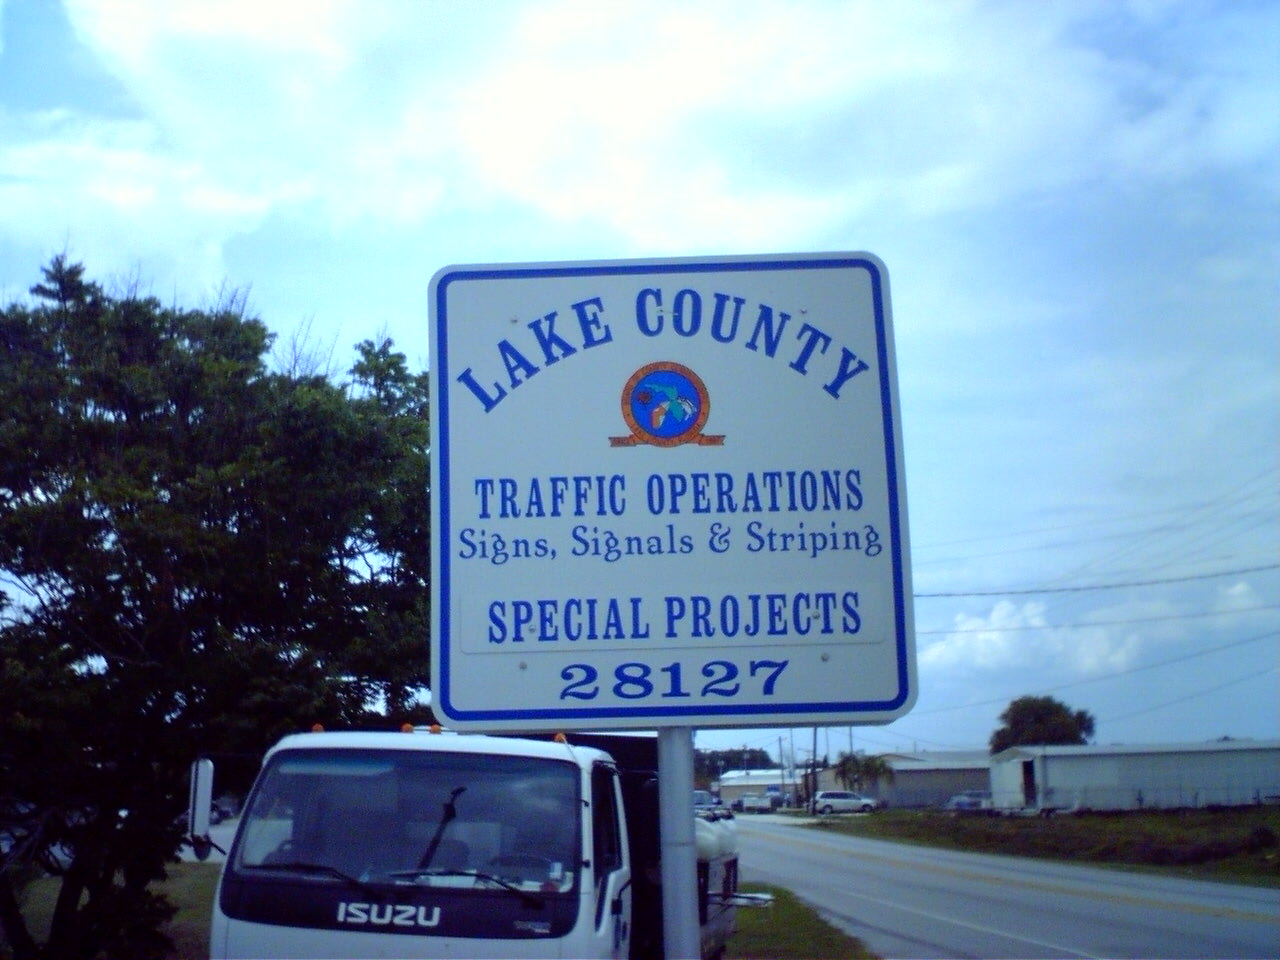 LAKE COUNTY
TRAFFIC OPERATIONS
Signs, Signals & Striping
SPECIAL PROJECTS
28127
ISUZU